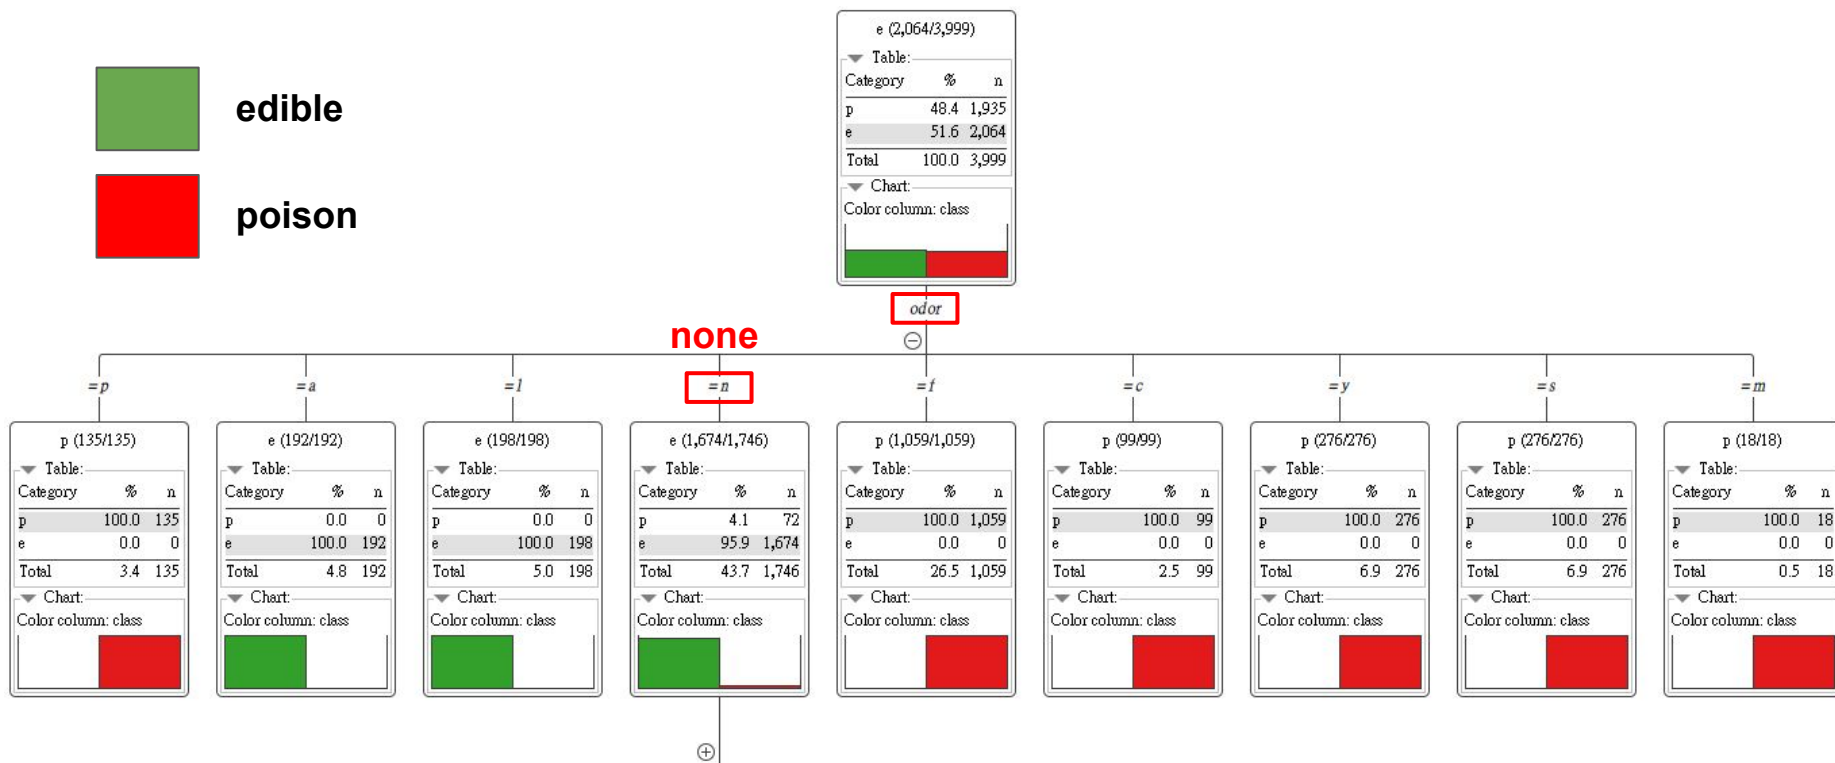 edible
poison
e (2,064/3,999)
Table:
Category % n
p 48.4 1,935
e 51.6 2,064
Total 100.0 3,999
Chart:
Color column: class
odor
none
=p
=a
=l
=n
=f
=c
=y
=s
=m
p (135/135)
Table:
Category % n
p 100.0 135
e 0.0 0
Total 3.4 135
Chart:
Color column: class
e (192/192)
Table:
Category % n
p 0.0 0
e 100.0 192
Total 4.8 192
Chart:
Color column: class
e (198/198)
Table:
Category % n
p 0.0 0
e 100.0 198
Total 5.0 198
Chart:
Color column: class
e (1,674/1,746)
Table:
Category % n
p 4.1 72
e 95.9 1,674
Total 43.7 1,746
Chart:
Color column: class
p (1,059/1,059)
Table:
Category % n
p 100.0 1,059
e 0.0 0
Total 26.5 1,059
Chart:
Color column: class
p (99/99)
Table:
Category % n
p 100.0 99
e 0.0 0
Total 2.5 99
Chart:
Color column: class
p (276/276)
Table:
Category % n
p 100.0 276
e 0.0 0
Total 6.9 276
Chart:
Color column: class
p (276/276)
Table:
Category % n
p 100.0 276
e 0.0 0
Total 6.9 276
Chart:
Color column: class
p (18/18)
Table:
Category % n
p 100.0 18
e 0.0 0
Total 0.5 18
Chart:
Color column: class